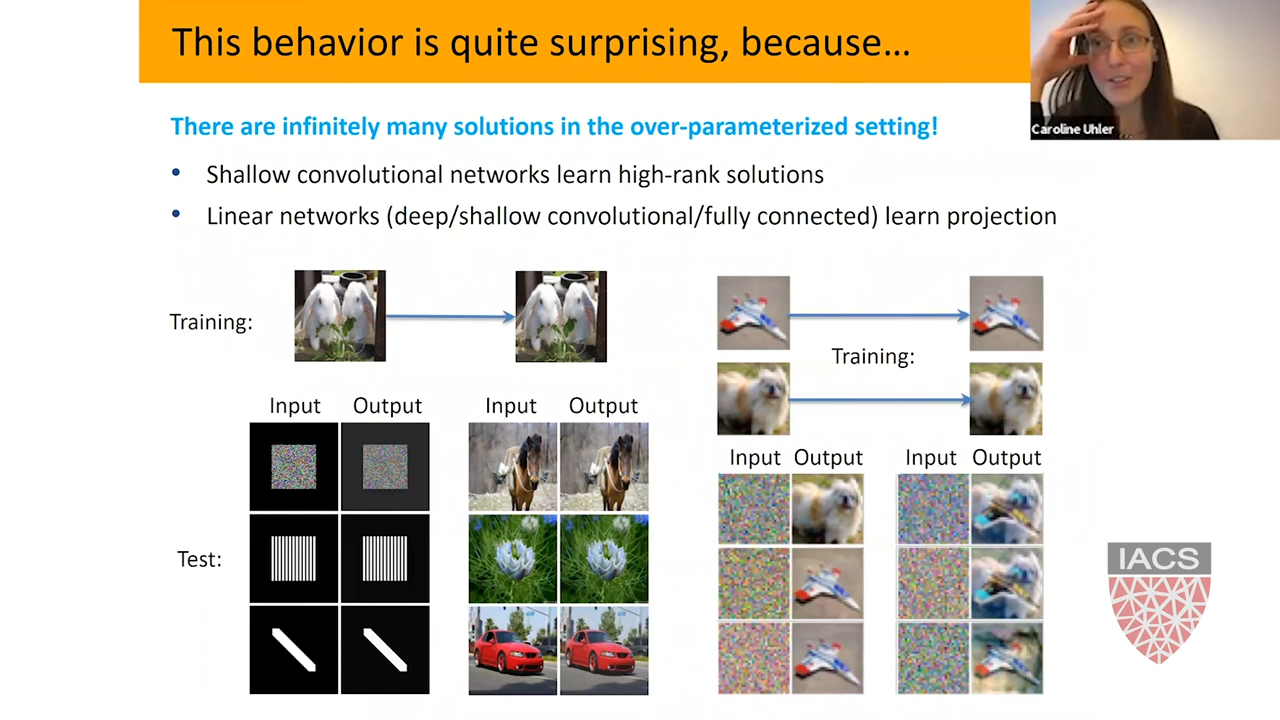 This behavior is quite surprising, because…
Caroline Uhler
There are infinitely many solutions in the over-parameterized setting!
• Shallow convolutional networks learn high-rank solutions
• Linear networks (deep/shallow convolutional/fully connected) learn projection
Training:
Training:
Input Output Input Output
Input Output Input Output
Test:
IACS